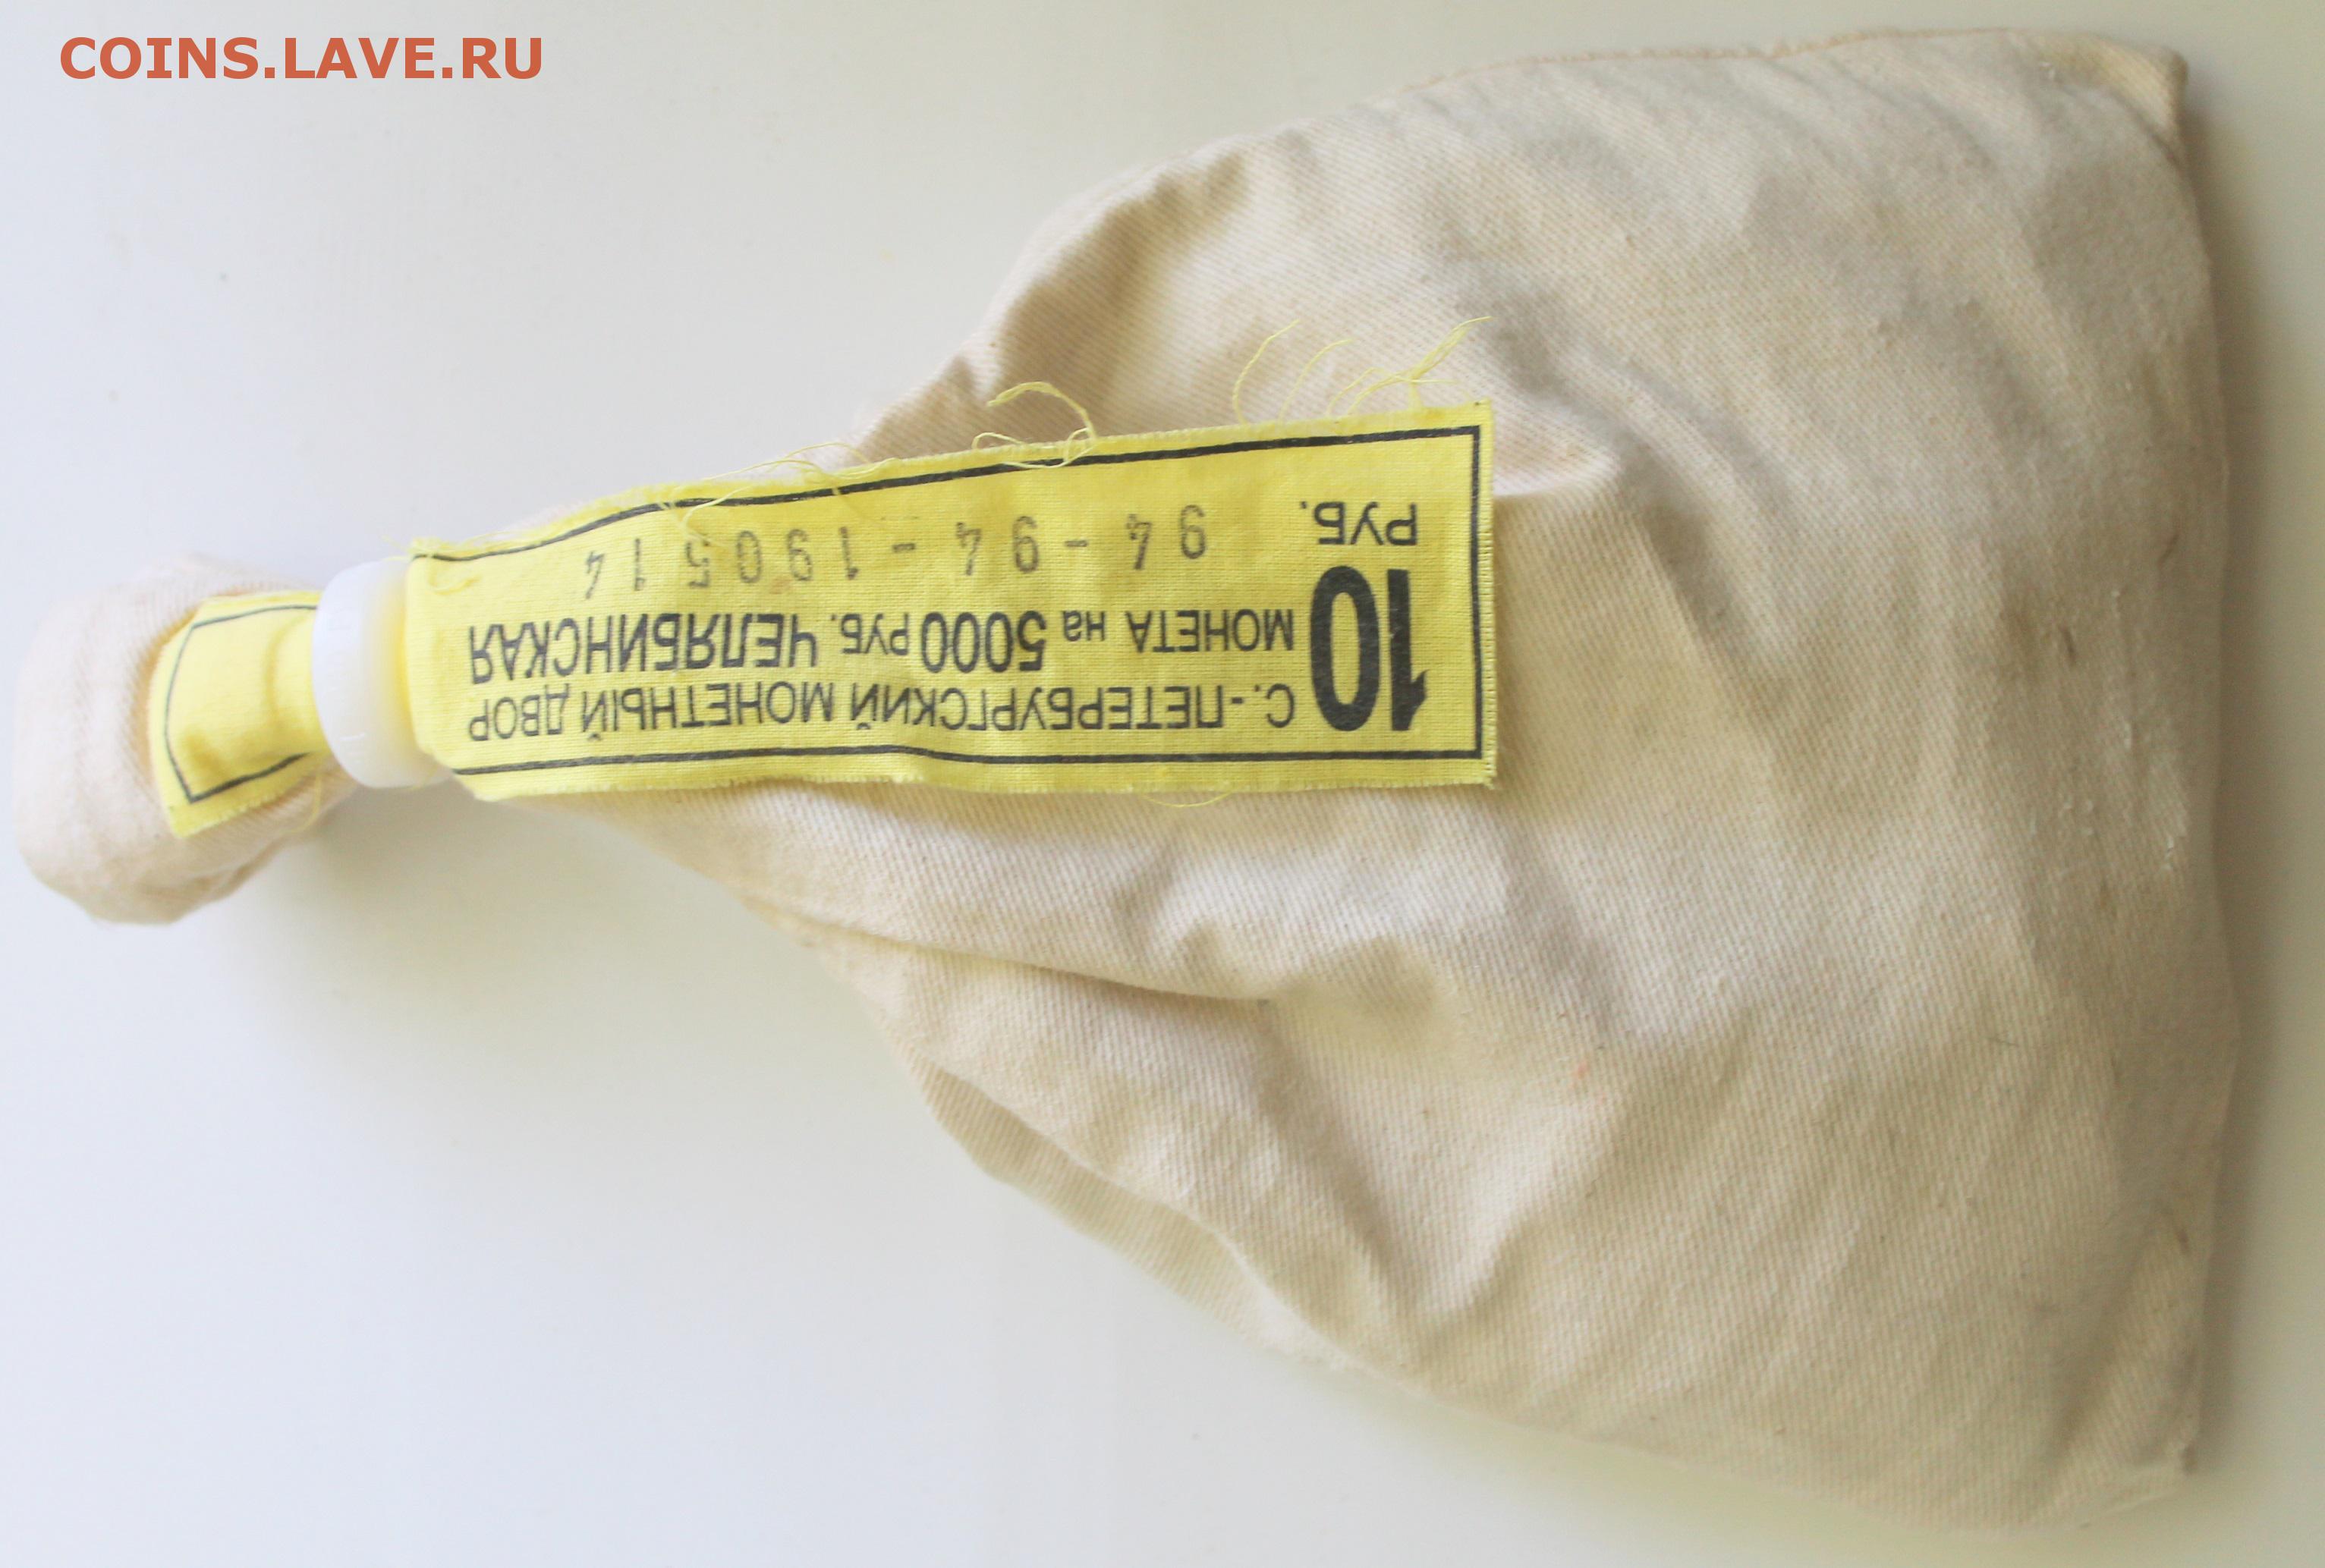 COINS.LAVE.RU
10 РУБ.
С.-ПЕТЕРБУРГСКИЙ МОНЕТНЫЙ ДВОР
МОНЕТА на 5000 РУБ. ЧЕЛЯБИНСКАЯ
94 - 94 - 190514